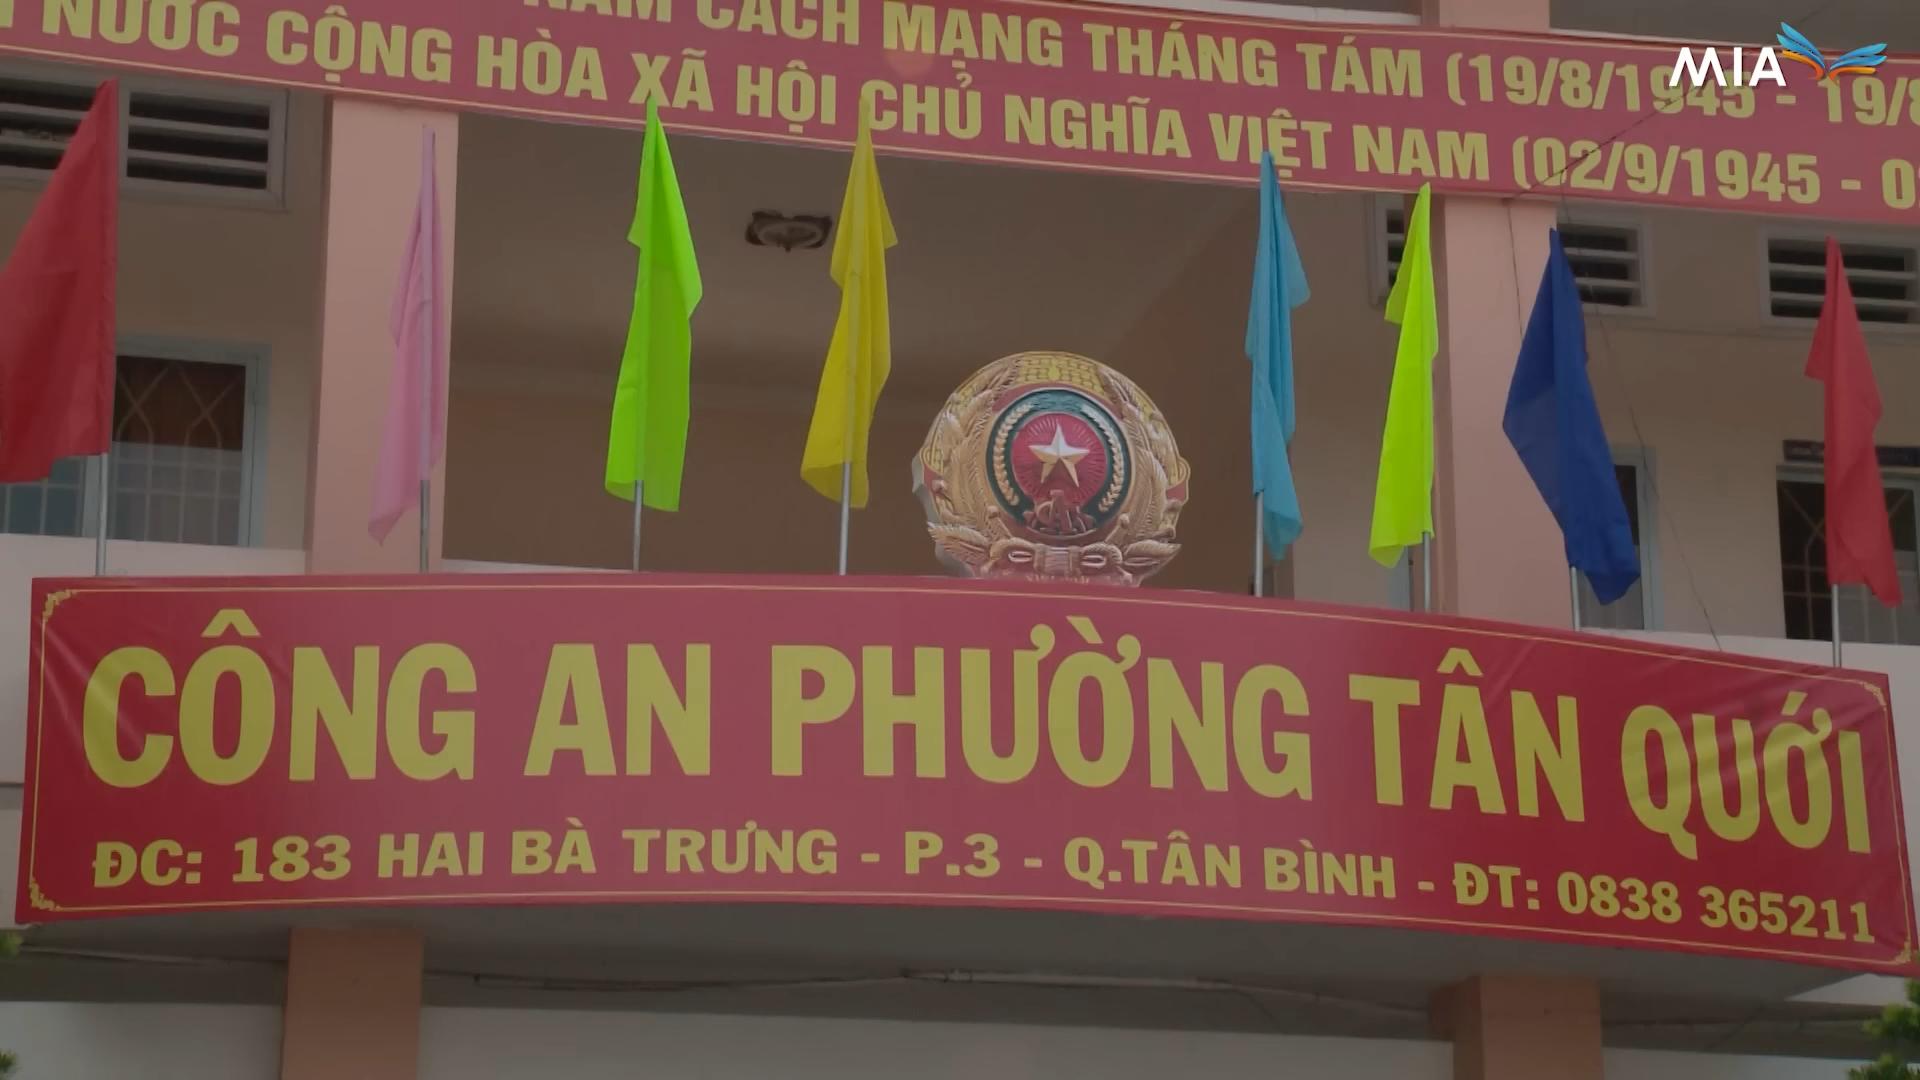 NĂM CÁCH MẠNG THÁNG TÁM (19/8/1945 - 19/8
NƯỚC CỘNG HÒA XÃ HỘI CHỦ NGHĨA VIỆT NAM (02/9/1945 - 0
MIA
CÔNG AN PHƯỜNG TÂN QUỚI
ĐC: 183 HAI BÀ TRƯNG - P.3 - Q.TÂN BÌNH - ĐT: 0838 365211